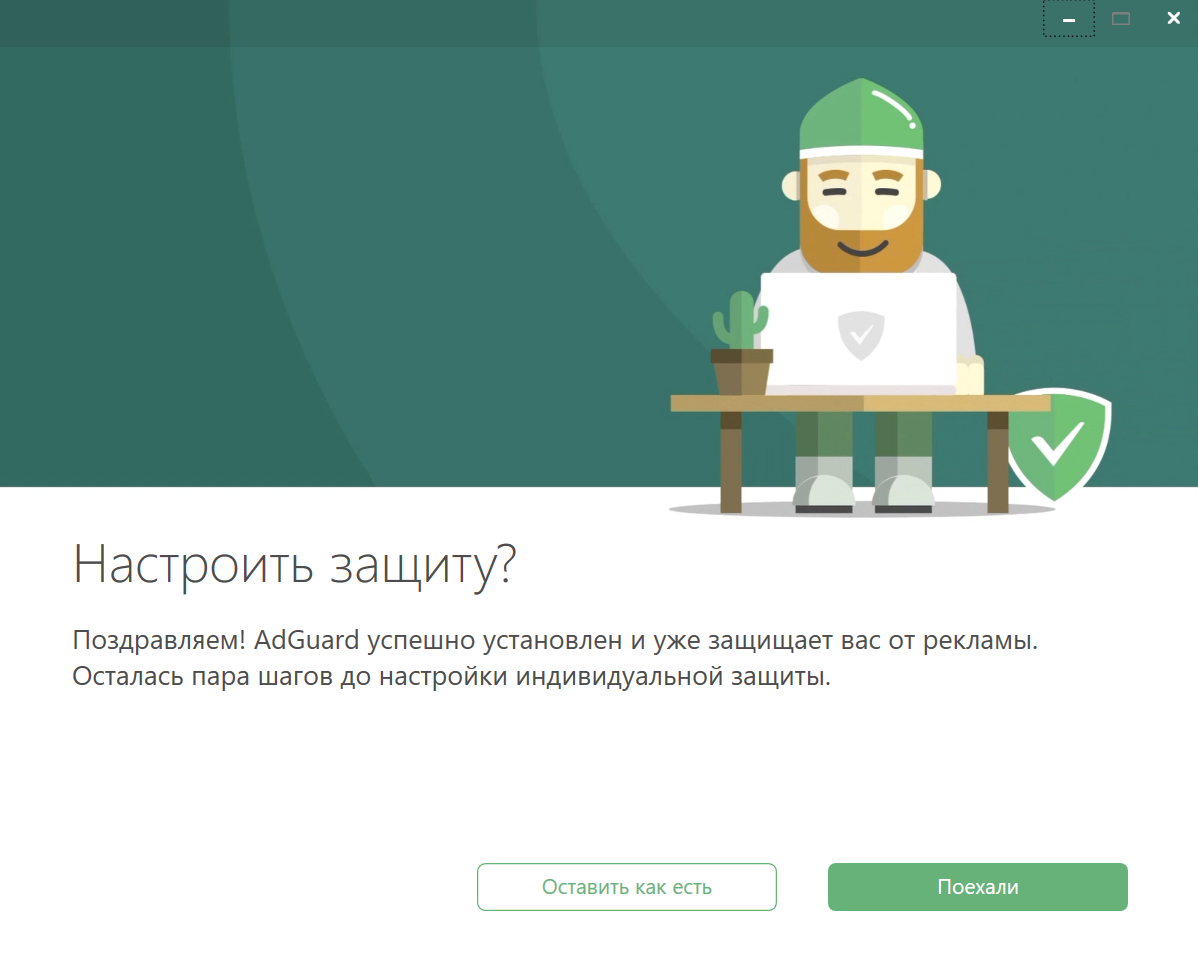 Настроить защиту?
Поздравляем! AdGuard успешно установлен и уже защищает вас от рекламы.
Осталась пара шагов до настройки индивидуальной защиты.
Оставить как есть
Поехали